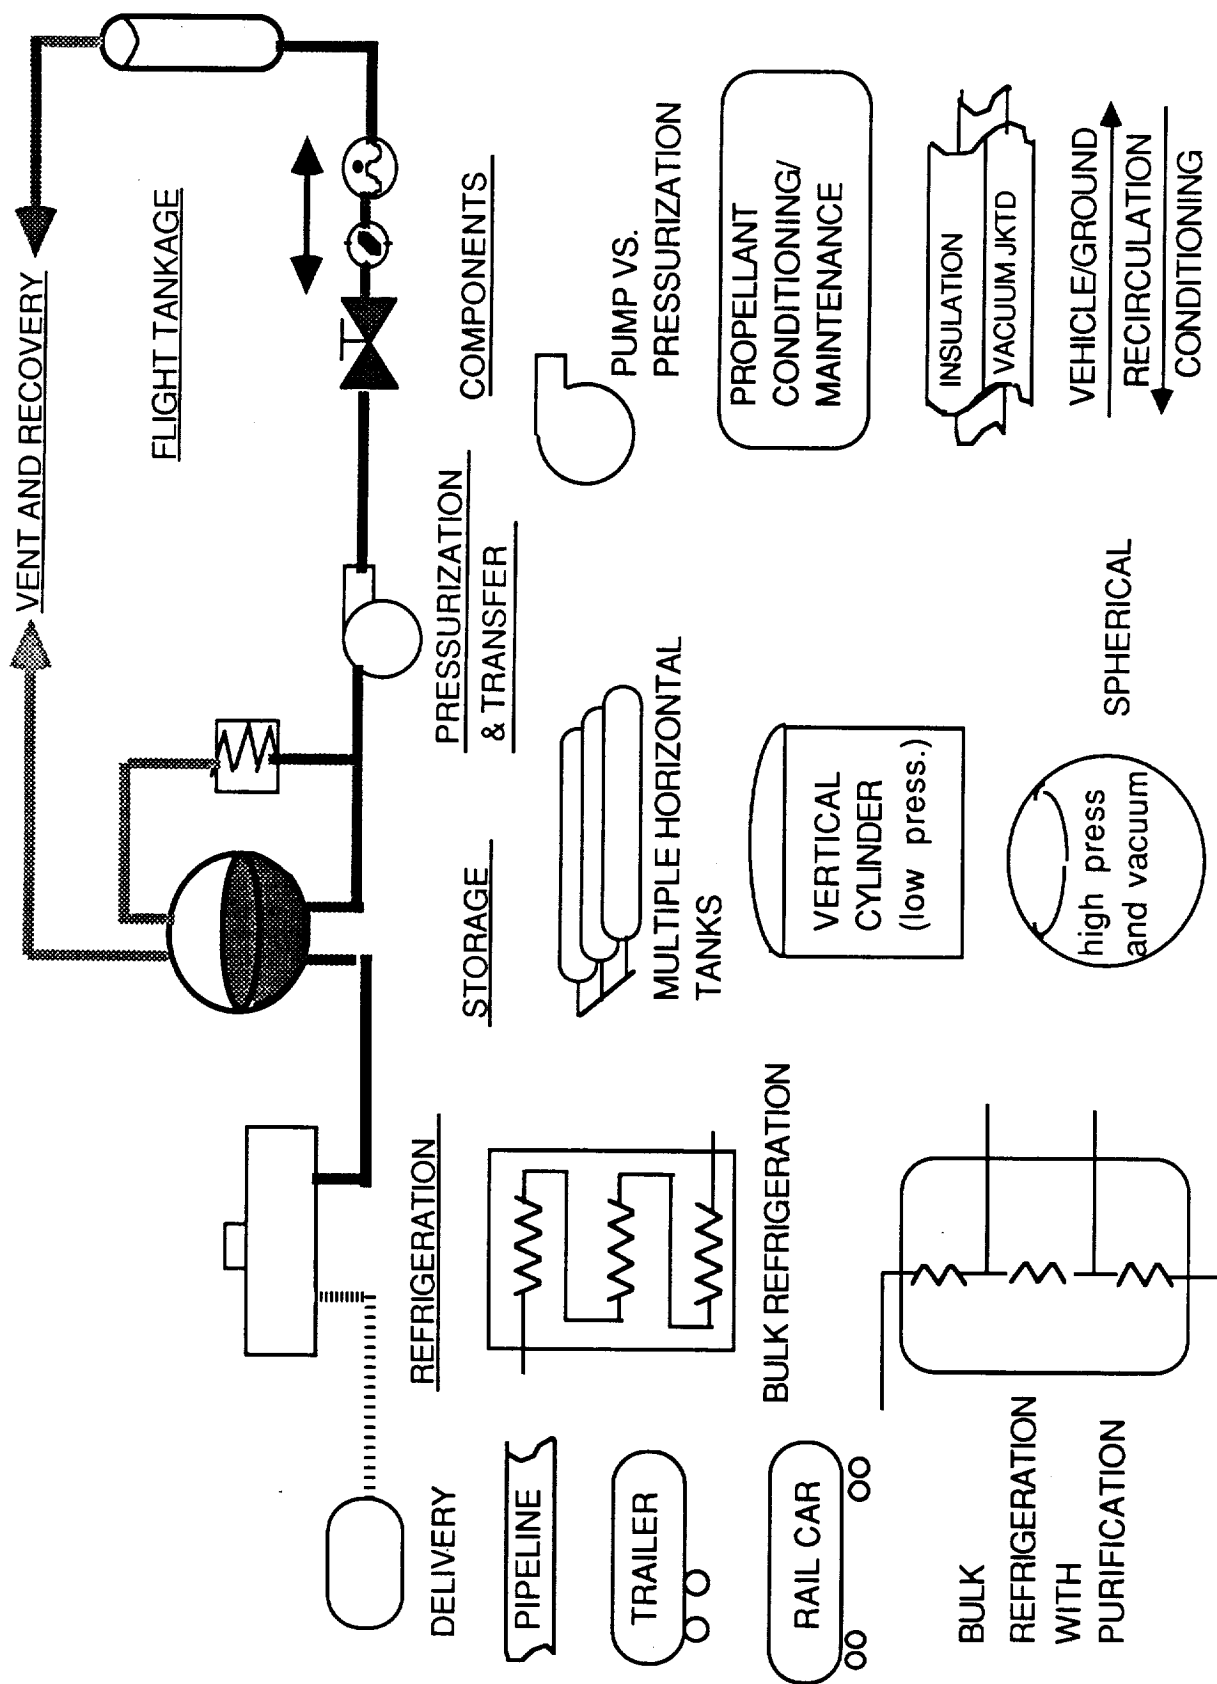 VENT AND RECOVERY
FLIGHT TANKAGE
DELIVERY
PIPELINE
TRAILER
RAIL CAR
REFRIGERATION
BULK REFRIGERATION
BULK
REFRIGERATION
WITH
PURIFICATION
STORAGE
MULTIPLE HORIZONTAL
TANKS
VERTICAL
CYLINDER
(low press.)
high press
and vacuum
SPHERICAL
PRESSURIZATION
& TRANSFER
COMPONENTS
PUMP VS.
PRESSURIZATION
PROPELLANT
CONDITIONING/
MAINTENANCE
INSULATION
VACUUM JKTD
VEHICLE/GROUND
RECIRCULATION
CONDITIONING